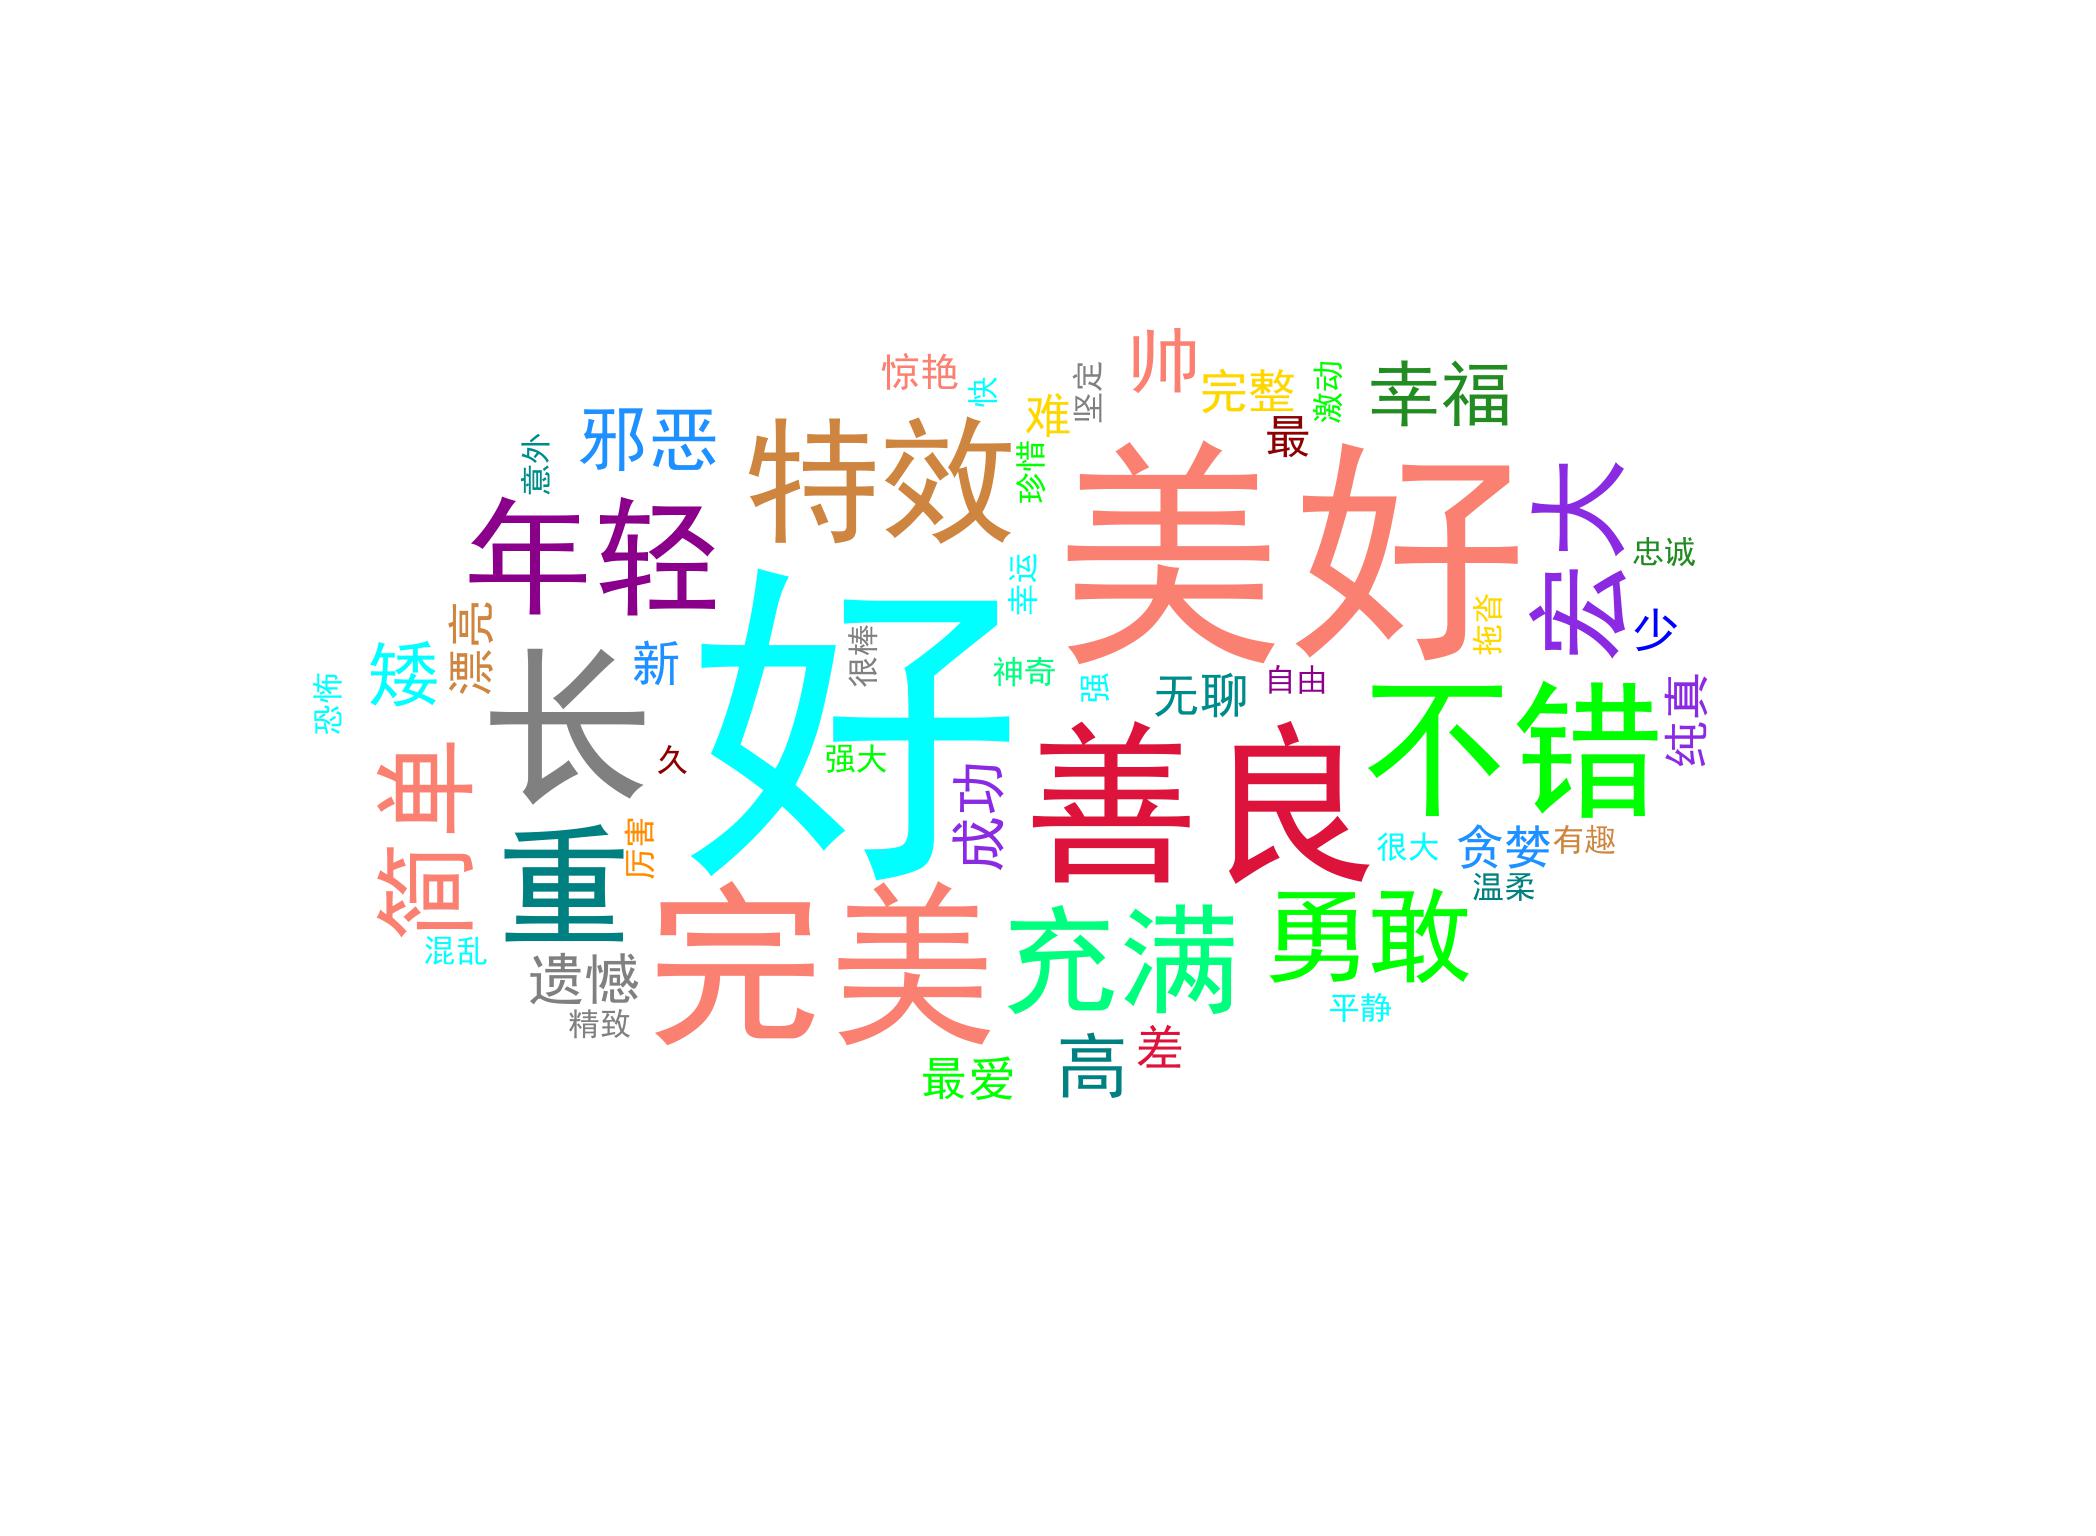 帅
惊艳
快
坚定
完整
激动
幸福
难
最
邪恶
特效
珍惜
意外
美好
宏大
年轻
忠诚
幸运
好
漂亮
很棒
拖沓
少
矮
新
长
神奇
强
无聊
自由
恐怖
不错
纯真
善良
简单
久
强大
成功
重
厉害
很大
贪婪
有趣
温柔
完美
充满
勇敢
混乱
遗憾
精致
平静
高
差
最爱